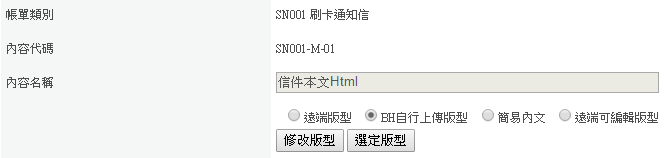 帳單類別 SN001 刷卡通知信
內容代碼 SN001-M-01
內容名稱 信件本文Html
遠端版型 BH自行上傳版型 簡易內文 遠端可編輯版型
修改版型 選定版型